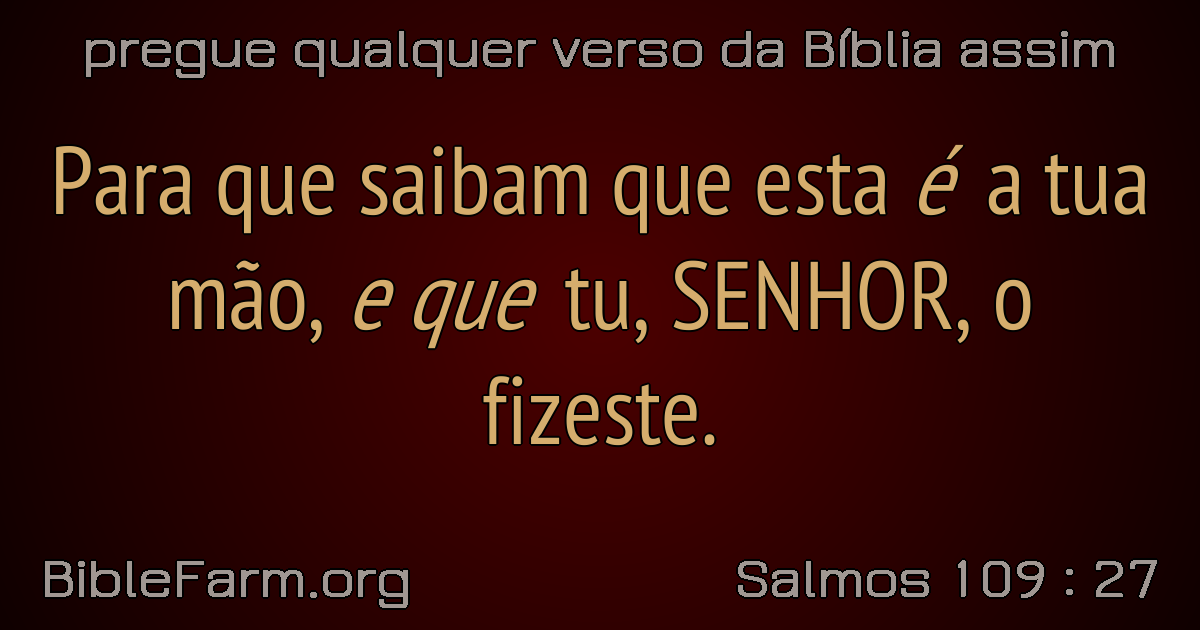 pregue qualquer verso da Bíblia assim
Para que saibam que esta é a tua
mão, e que tu, SENHOR, o
fizeste.
BibleFarm.org
Salmos 109 : 27